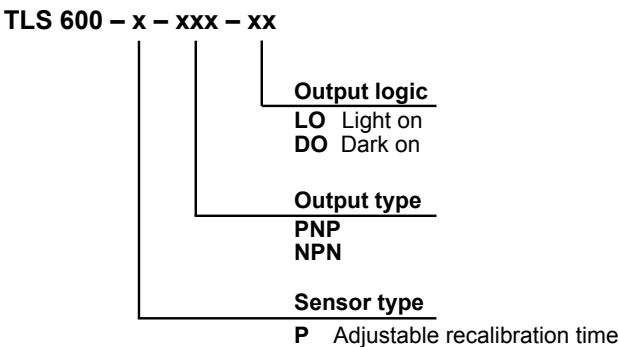 TLS 600 – x – xxx – xx
Output logic
LO Light on
DO Dark on
Output type
PNP
NPN
Sensor type
P Adjustable recalibration time